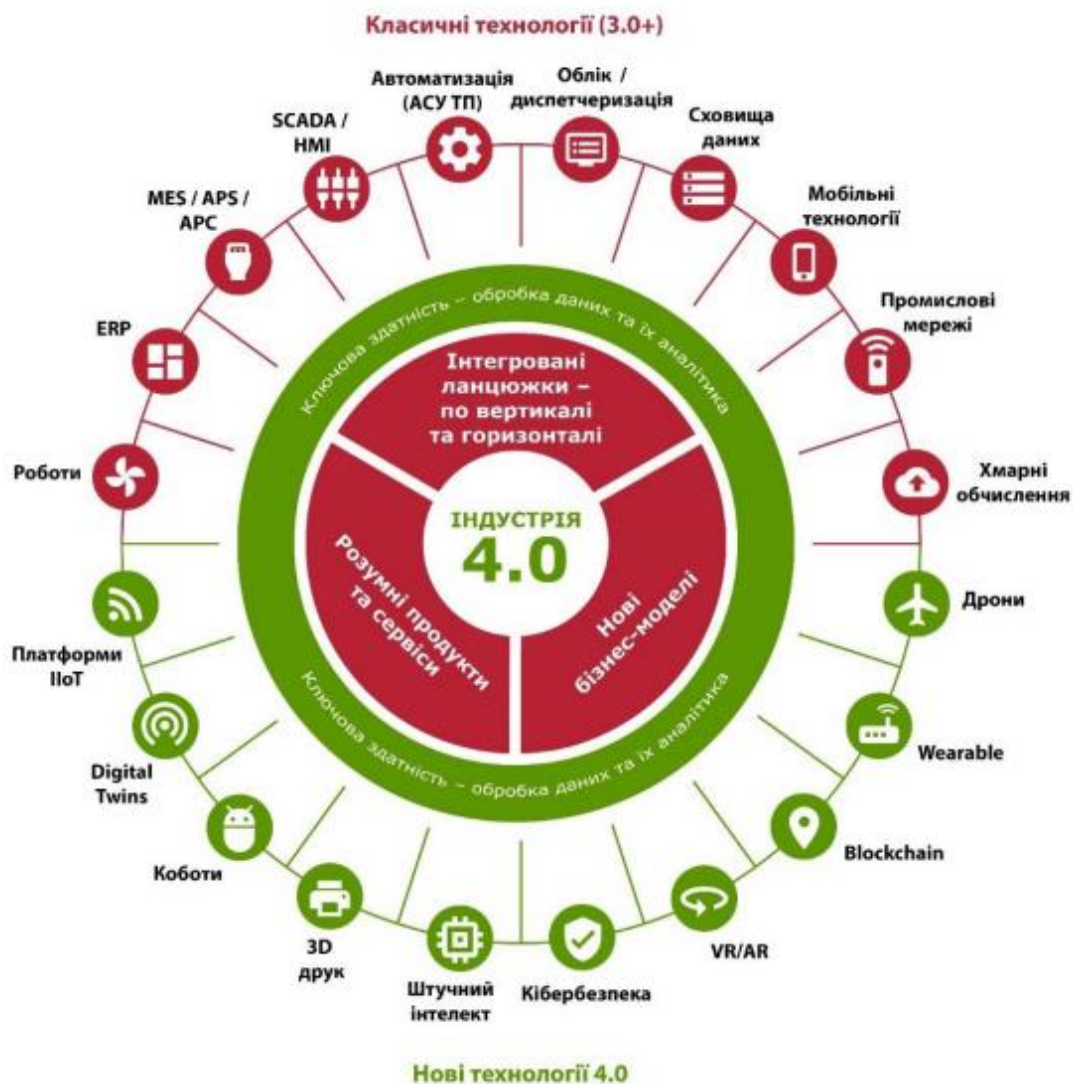 Класичні технології (3.0+)
Автоматизація
(АСУ ТП)
Облік /
диспетчеризація
SCADA /
HMI
Сховища
даних
MES / APS /
APC
Мобільні
технології
ERP
Промислові
мережі
Роботи
Хмарні
обчислення
Ключова здатність – обробка даних та їх аналітика
Інтегровані
ланцюжки –
по вертикалі
та горизонталі
ІНДУСТРІЯ
4.0
Розумні продукти
та сервіси
Нові
бізнес-моделі
Ключова здатність – обробка даних та їх аналітика
Платформи
IIoT
Дрони
Digital
Twins
Wearable
Коботи
Blockchain
3D
друк
VR/AR
Штучний
інтелект
Кібербезпека
Нові технології 4.0